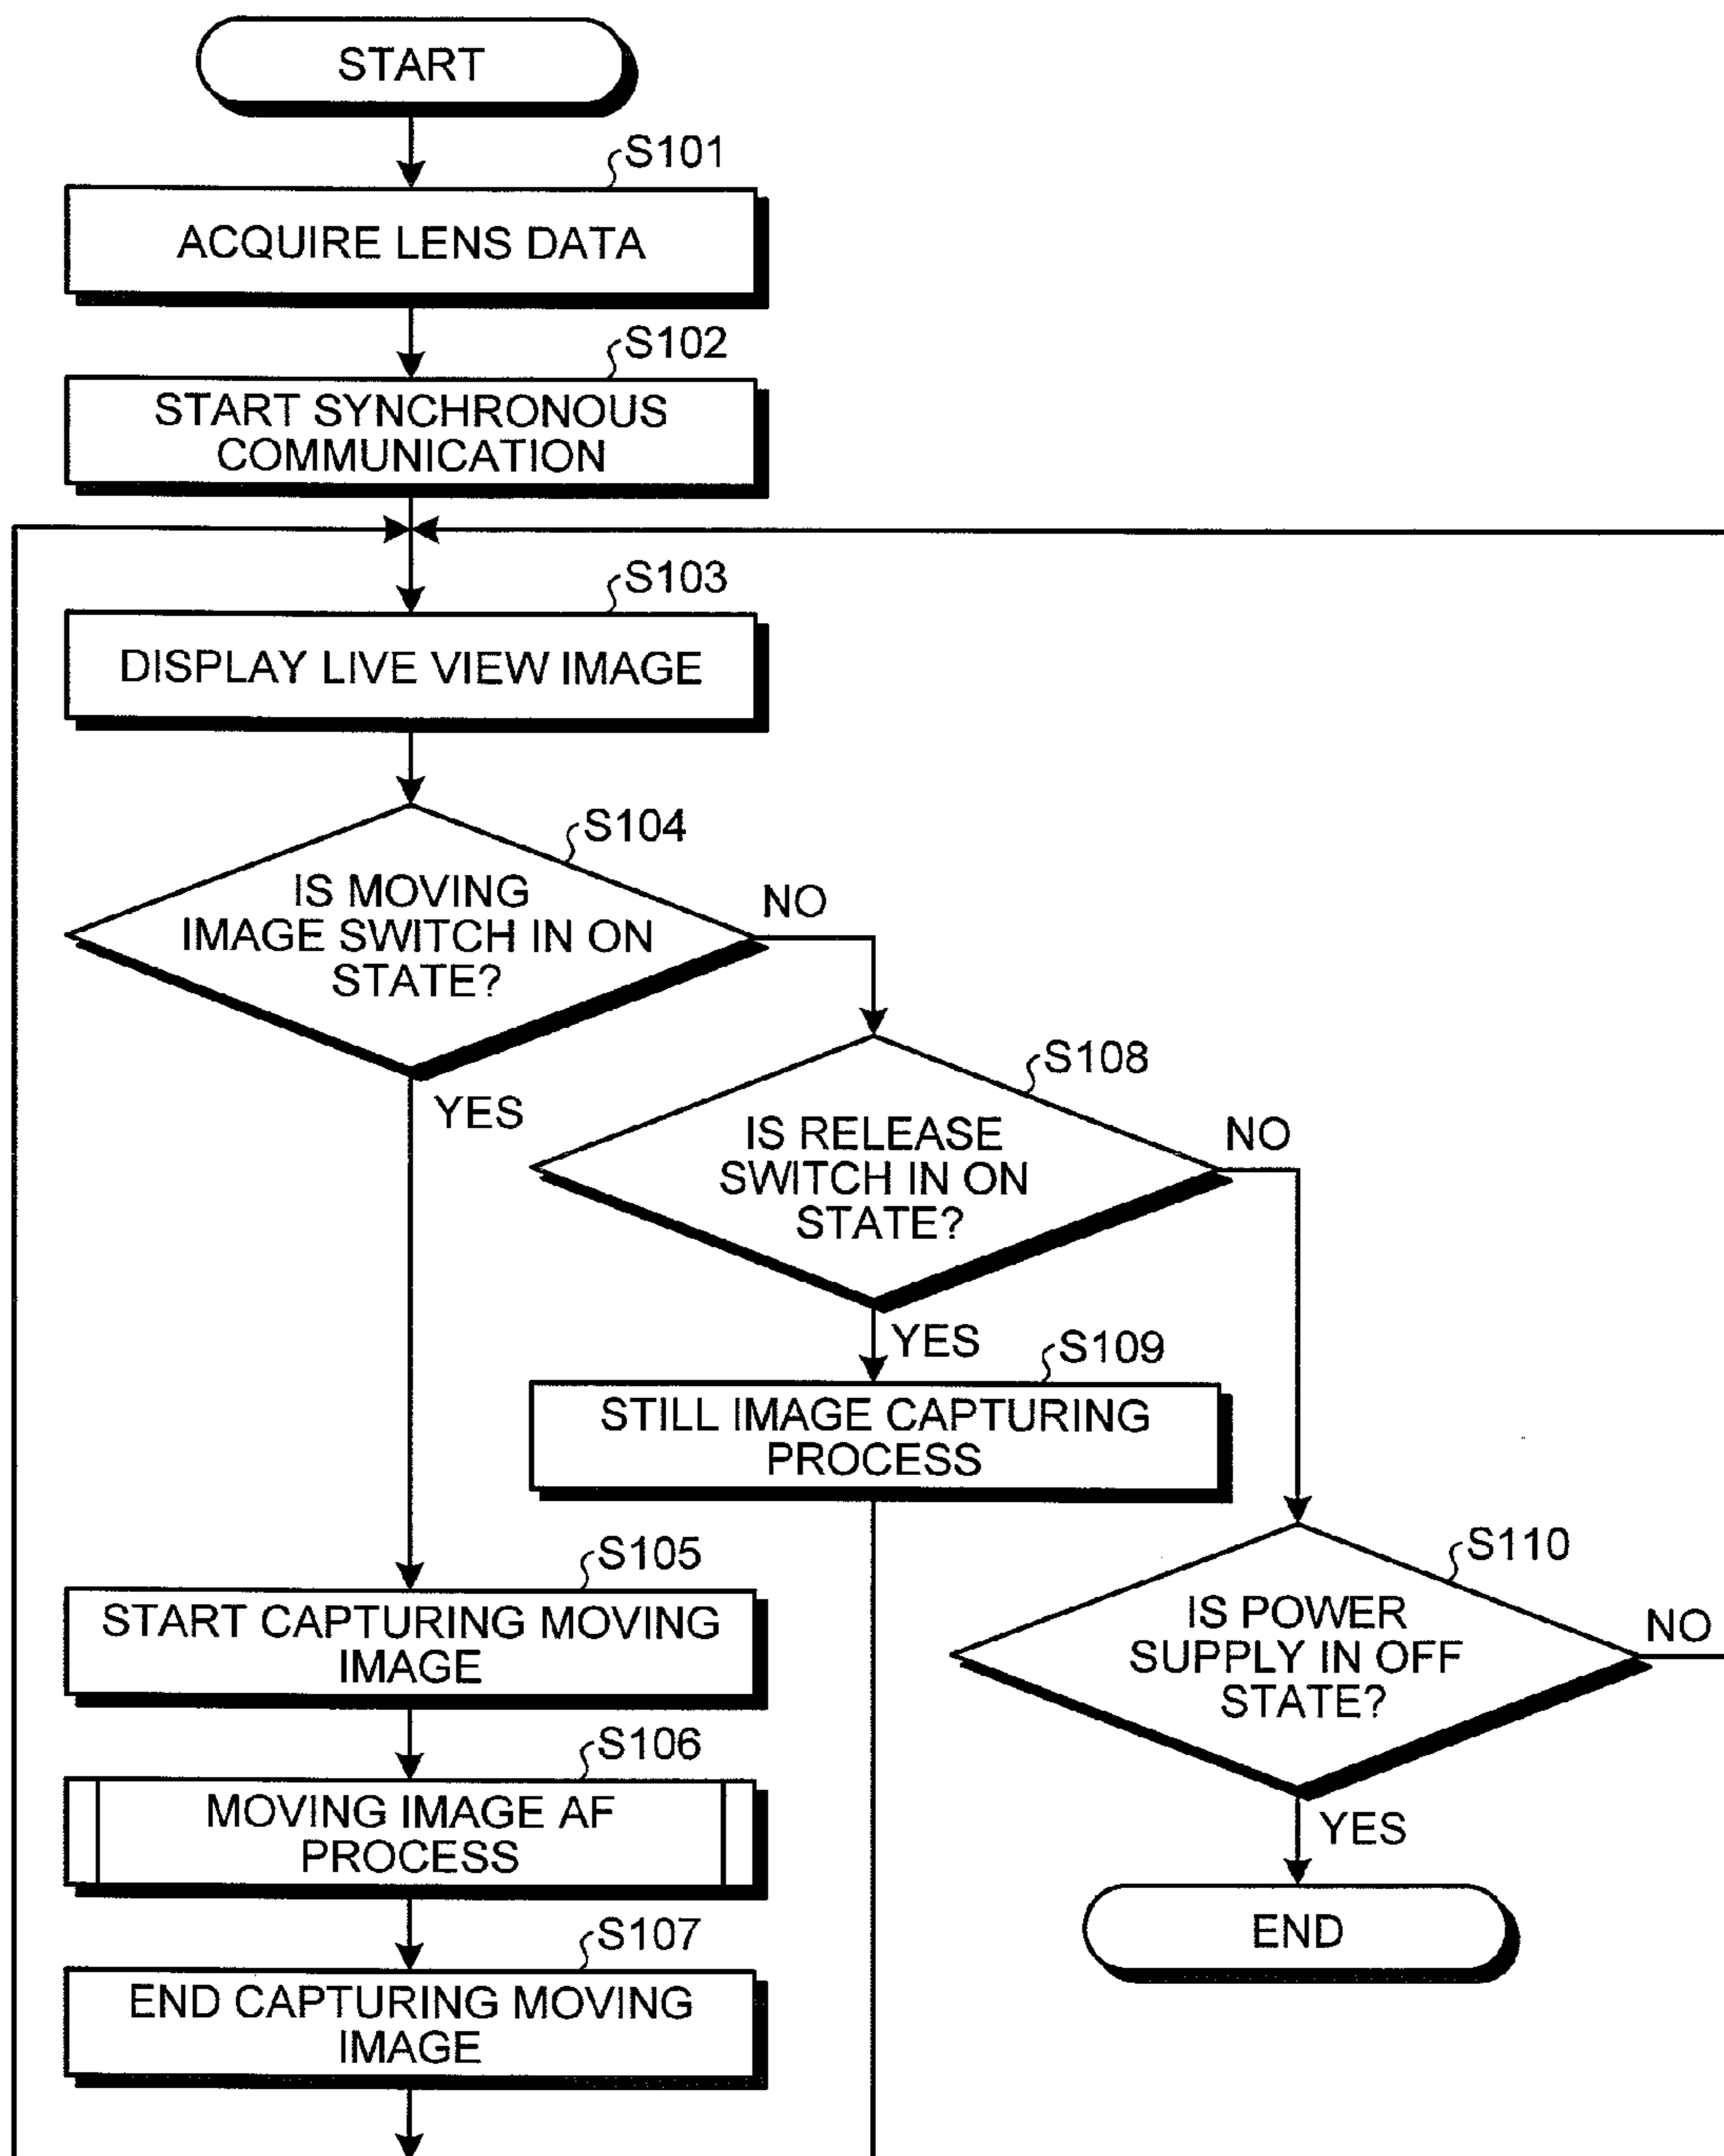 START
S101
ACQUIRE LENS DATA
S102
START SYNCHRONOUS
COMMUNICATION
S103
DISPLAY LIVE VIEW IMAGE
S104
IS MOVING
IMAGE SWITCH IN ON
STATE?
NO
YES
S108
IS RELEASE
SWITCH IN ON
STATE?
NO
YES
S109
STILL IMAGE CAPTURING
PROCESS
S105
START CAPTURING MOVING
IMAGE
S110
IS POWER
SUPPLY IN OFF
STATE?
NO
YES
S106
MOVING IMAGE AF
PROCESS
END
S107
END CAPTURING MOVING
IMAGE